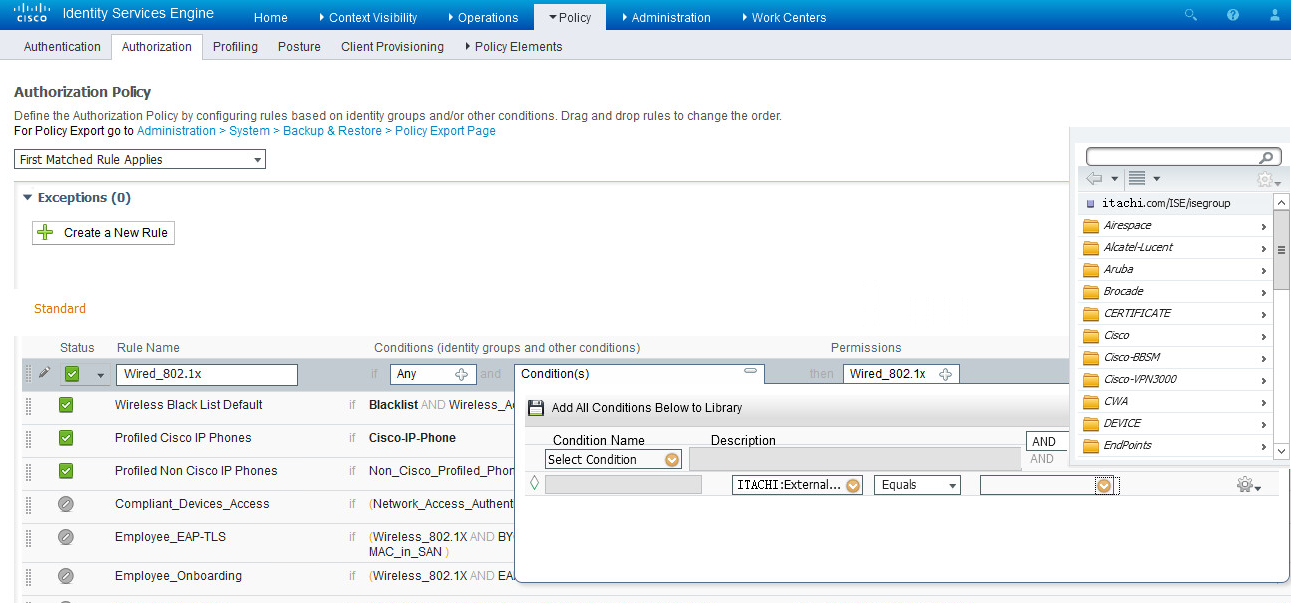 CISCO Identity Services Engine Home Context Visibility Operations Policy Administration Work Centers
Authentication Authorization Profiling Posture Client Provisioning Policy Elements
Authorization Policy
Define the Authorization Policy by configuring rules based on identity groups and/or other conditions. Drag and drop rules to change the order.
For Policy Export go to Administration > System > Backup & Restore > Policy Export Page
First Matched Rule Applies
Exceptions (0)
Create a New Rule
Standard
Status Rule Name Conditions (identity groups and other conditions) Permissions
Wired_802.1x if Any and Condition(s) then Wired_802.1x
Wireless Black List Default if Blacklist AND
Profiled Cisco IP Phones if Cisco-IP-Phone
Profiled Non Cisco IP Phones if Non_Cisco_Profiled_Phon
Compliant_Devices_Access if (Network_Access_Authent
Employee_EAP-TLS if (Wireless_802.1X AND BY
MAC_in_SAN )
Employee_Onboarding if (Wireless_802.1X AND EA
Add All Conditions Below to Library
Condition Name Description AND
Select Condition AND
ITACHI:External... Equals
itachi.com/ISE/isegroup
Airespace
Alcatel-Lucent
Aruba
Brocade
CERTIFICATE
Cisco
Cisco-BBSM
Cisco-VPN3000
CWA
DEVICE
EndPoints